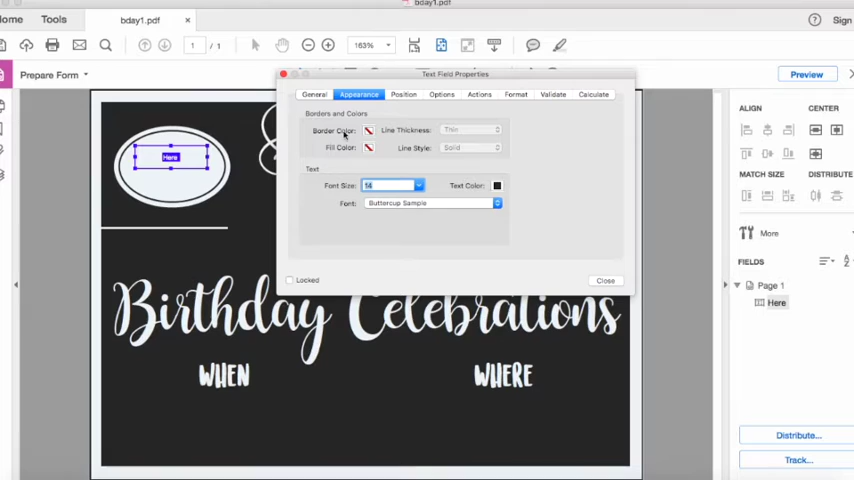 bday1.pdf
ome
Tools
bday1.pdf
Sign
1 / 1
163%
Prepare Form
Preview
Text Field Properties
General
Appearance
Position
Options
Actions
Format
Validate
Calculate
Borders and Colors
Border Color:
Line Thickness:
Thin
Fill Color:
Line Style:
Solid
Text
Font Size:
14
Text Color:
Font:
Buttercup Sample
Locked
Close
Here
Birthday Celebrations
WHEN
WHERE
ALIGN
CENTER
MATCH SIZE
DISTRIBUTE
More
FIELDS
Page 1
Here
Distribute...
Track...